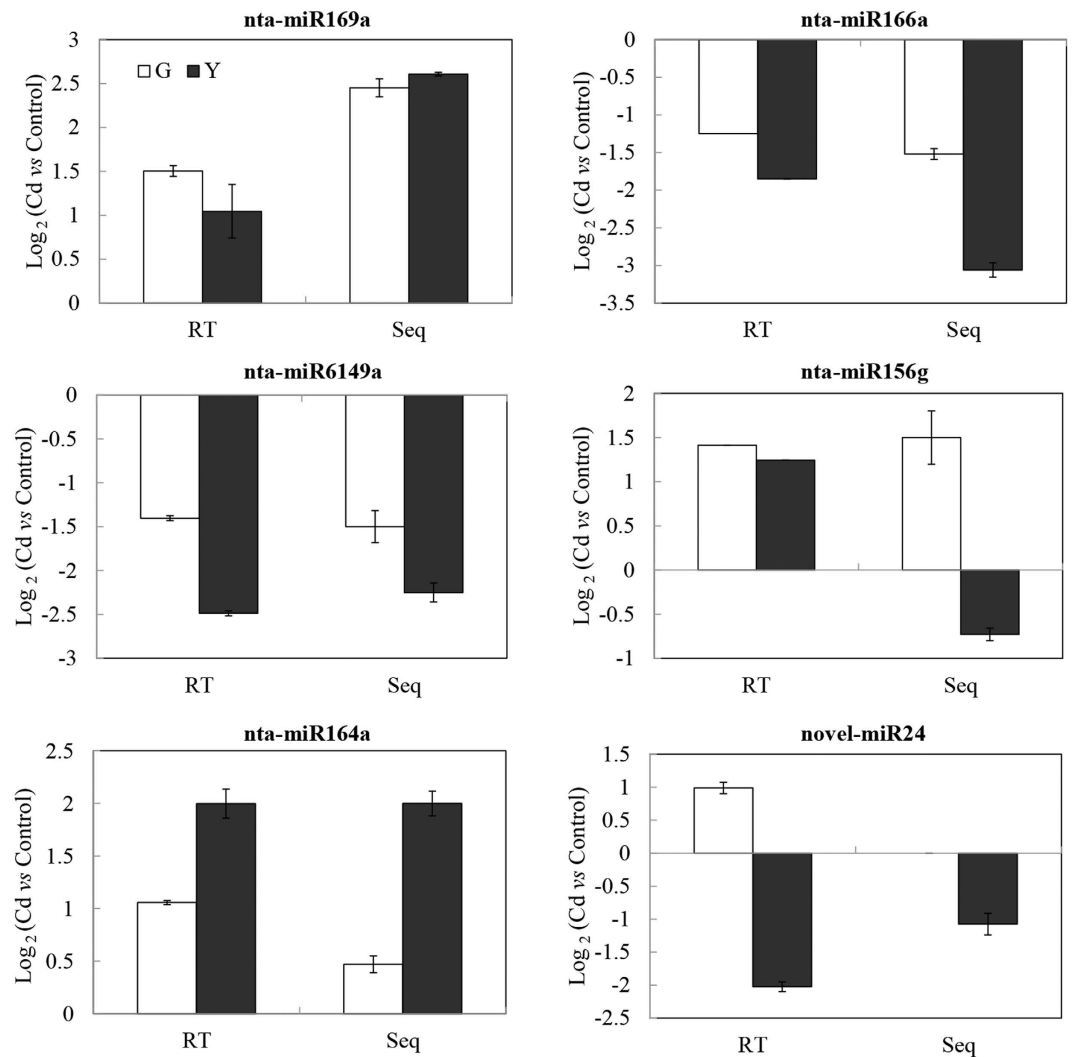 nta-miR169a
3
2.5
2
1.5
1
0.5
0
Log 2 (Cd vs Control)
G Y
RT Seq
nta-miR166a
0
-0.5
-1
-1.5
-2
-2.5
-3
-3.5
Log 2 (Cd vs Control)
RT Seq
nta-miR6149a
0
-0.5
-1
-1.5
-2
-2.5
-3
Log 2 (Cd vs Control)
RT Seq
nta-miR156g
2
1.5
1
0.5
0
-0.5
-1
Log 2 (Cd vs Control)
RT Seq
nta-miR164a
2.5
2
1.5
1
0.5
0
Log 2 (Cd vs Control)
RT Seq
novel-miR24
1.5
1
0.5
0
-0.5
-1
-1.5
-2
-2.5
Log 2 (Cd vs Control)
RT Seq